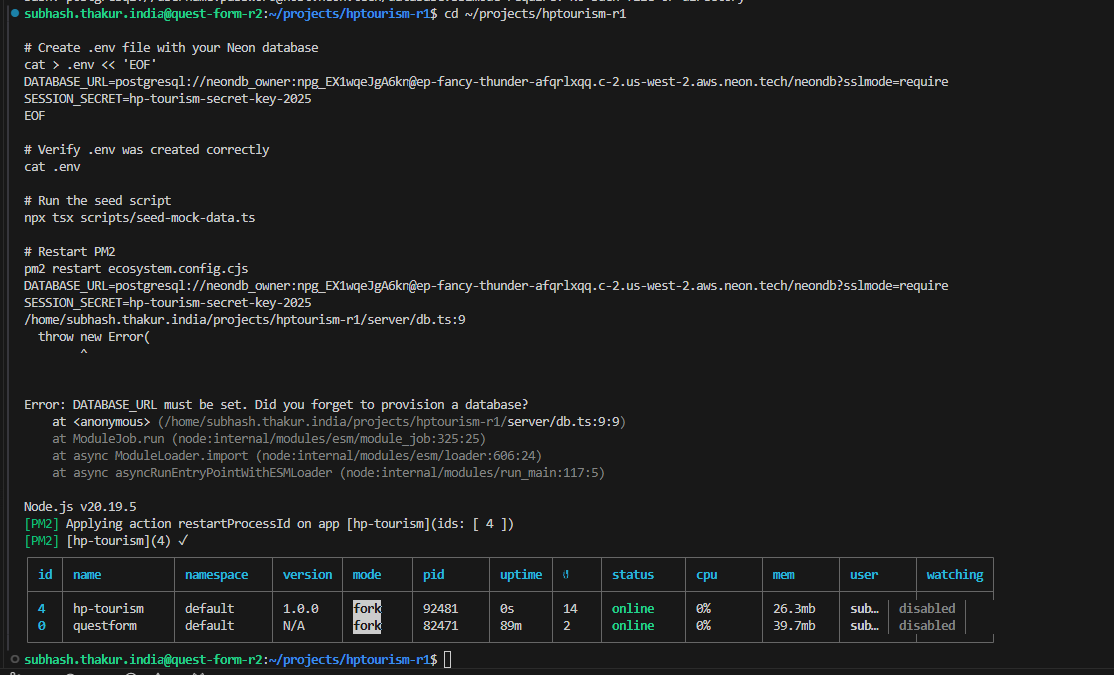 subhash.thakur.india@quest-form-r2:~/projects/hptourism-r1$ cd ~/projects/hptourism-r1
# Create .env file with your Neon database
cat > .env << 'EOF'
DATABASE_URL=postgresql://neondb_owner:npg_EX1wqeJgA6kn@ep-fancy-thunder-afqrlxqq.c-2.us-west-2.aws.neon.tech/neondb?sslmode=require
SESSION_SECRET=hp-tourism-secret-key-2025
EOF
# Verify .env was created correctly
cat .env
# Run the seed script
npx tsx scripts/seed-mock-data.ts
# Restart PM2
pm2 restart ecosystem.config.cjs
DATABASE_URL=postgresql://neondb_owner:npg_EX1wqeJgA6kn@ep-fancy-thunder-afqrlxqq.c-2.us-west-2.aws.neon.tech/neondb?sslmode=require
SESSION_SECRET=hp-tourism-secret-key-2025
/home/subhash.thakur.india/projects/hptourism-r1/server/db.ts:9
throw new Error(
^
Error: DATABASE_URL must be set. Did you forget to provision a database?
at <anonymous> (/home/subhash.thakur.india/projects/hptourism-r1/server/db.ts:9:9)
at ModuleJob.run (node:internal/modules/esm/module_job:325:25)
at async ModuleLoader.import (node:internal/modules/esm/loader:606:24)
at async asyncRunEntryPointWithESMLoader (node:internal/modules/run_main:117:5)
Node.js v20.19.5
[PM2] Applying action restartProcessId on app [hp-tourism](ids: [ 4 ])
[PM2] [hp-tourism](4) ✓
id name namespace version mode pid uptime ↺ status cpu mem user watching
4 hp-tourism default 1.0.0 fork 92481 0s 14 online 0% 26.3mb sub… disabled
0 questform default N/A fork 82471 89m 2 online 0% 39.7mb sub… disabled
subhash.thakur.india@quest-form-r2:~/projects/hptourism-r1$